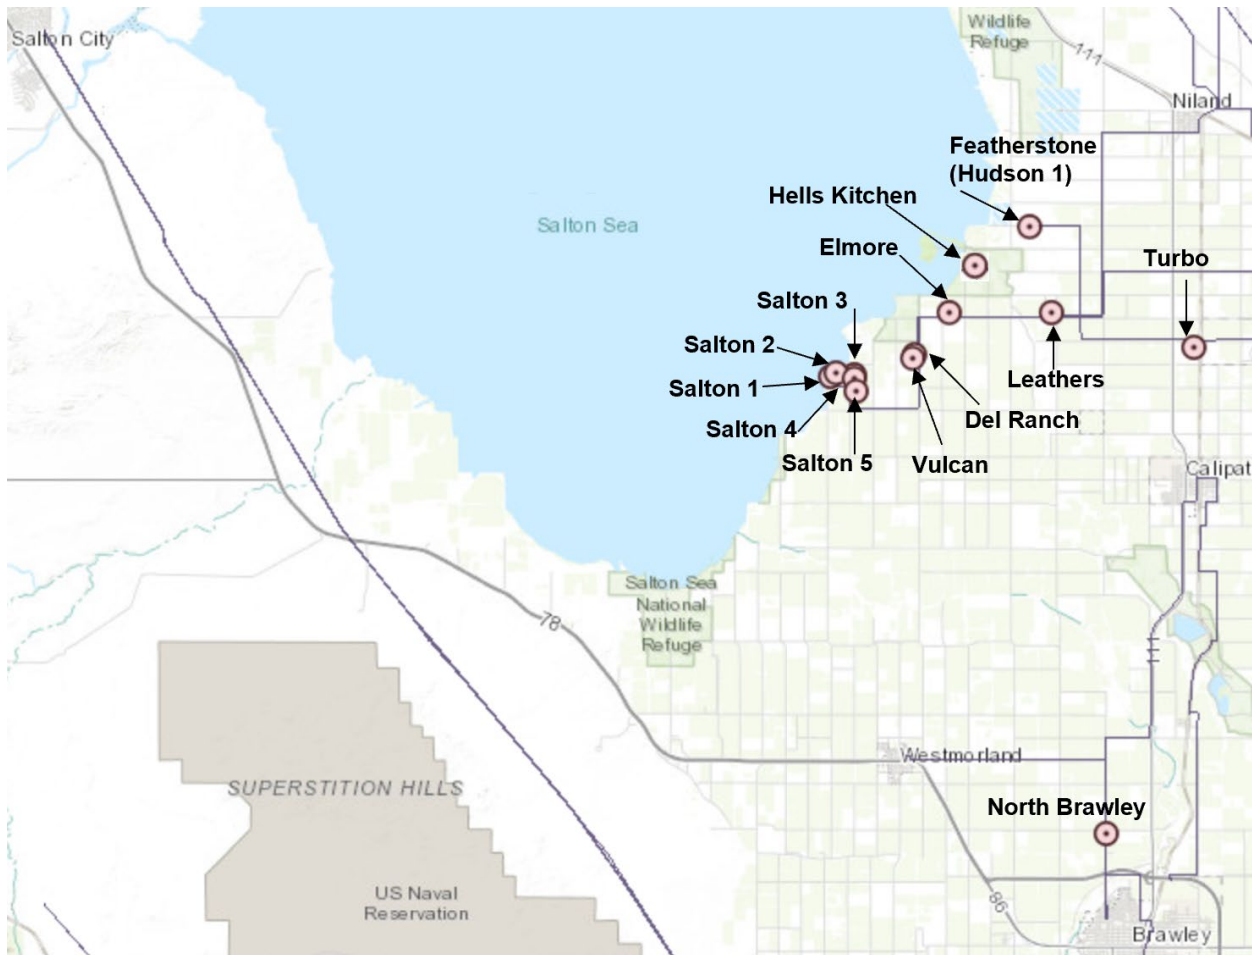 Wildlife
Refuge
Salton City
111
Niland
Featherstone
(Hudson 1)
Hells Kitchen
Salton Sea
Elmore
Turbo
Salton 3
Salton 2
Salton 1
Leathers
Salton 4
Del Ranch
Salton 5
Vulcan
Calipat
Salton Sea
National
Wildlife
Refuge
78
Westmorland
SUPERSTITION HILLS
North Brawley
US Naval
Reservation
86
Brawley